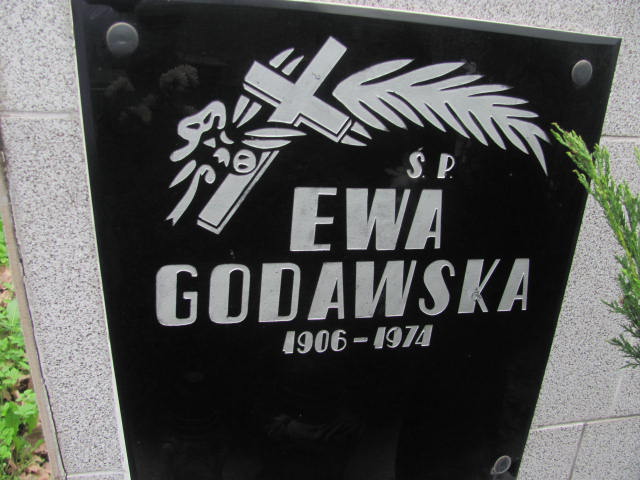 Ś. P.
EWA
GODAWSKA
1906-1974